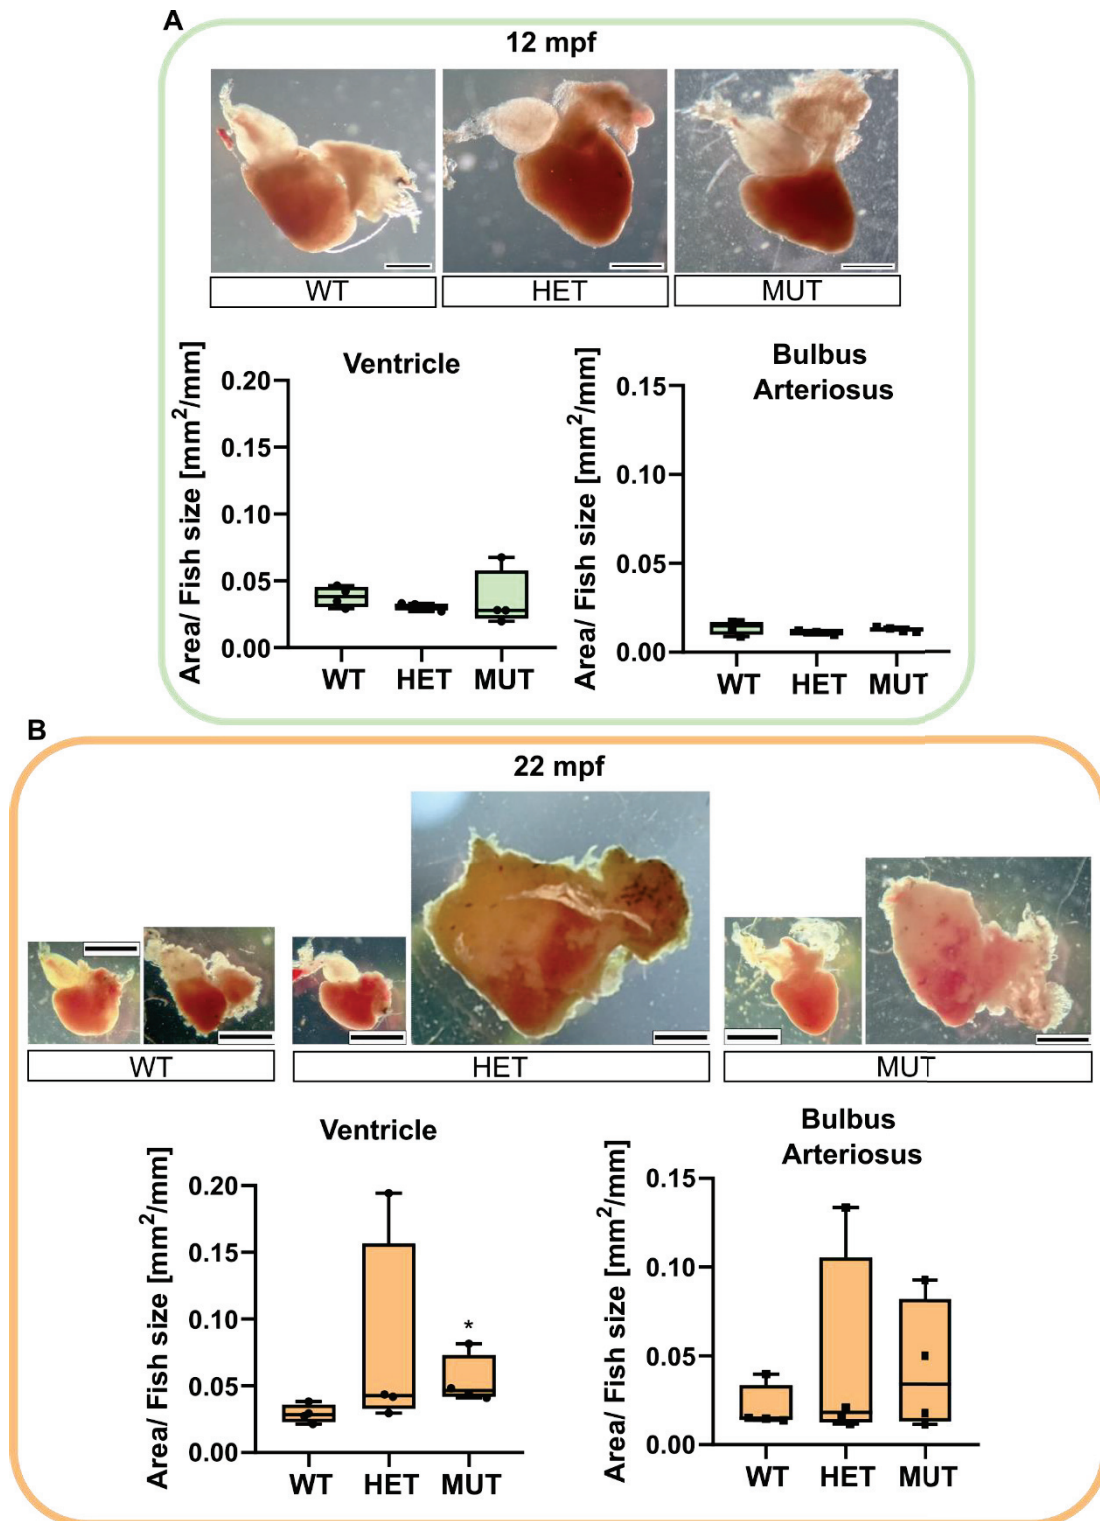 A
12 mpf
WT HET MUT
Ventricle
Area/ Fish size [mm²/mm]
0.20
0.15
0.10
0.05
0.00
WT HET MUT
Bulbus
Arteriosus
Area/ Fish size [mm²/mm]
0.15
0.10
0.05
0.00
WT HET MUT
B
22 mpf
WT HET MUT
Ventricle
Area/ Fish size [mm²/mm]
0.20
0.15
0.10
0.05
0.00
*
WT HET MUT
Bulbus
Arteriosus
Area/ Fish size [mm²/mm]
0.15
0.10
0.05
0.00
WT HET MUT